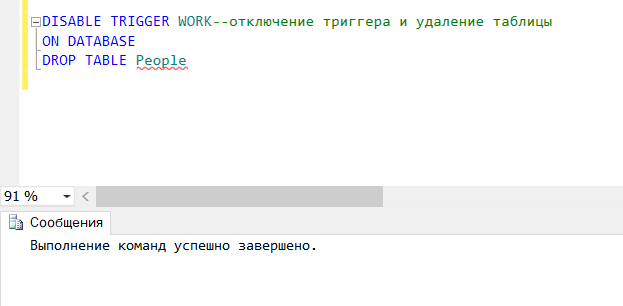 DISABLE TRIGGER WORK--отключение триггера и удаление таблицы
ON DATABASE
DROP TABLE People
91 %
Сообщения
Выполнение команд успешно завершено.